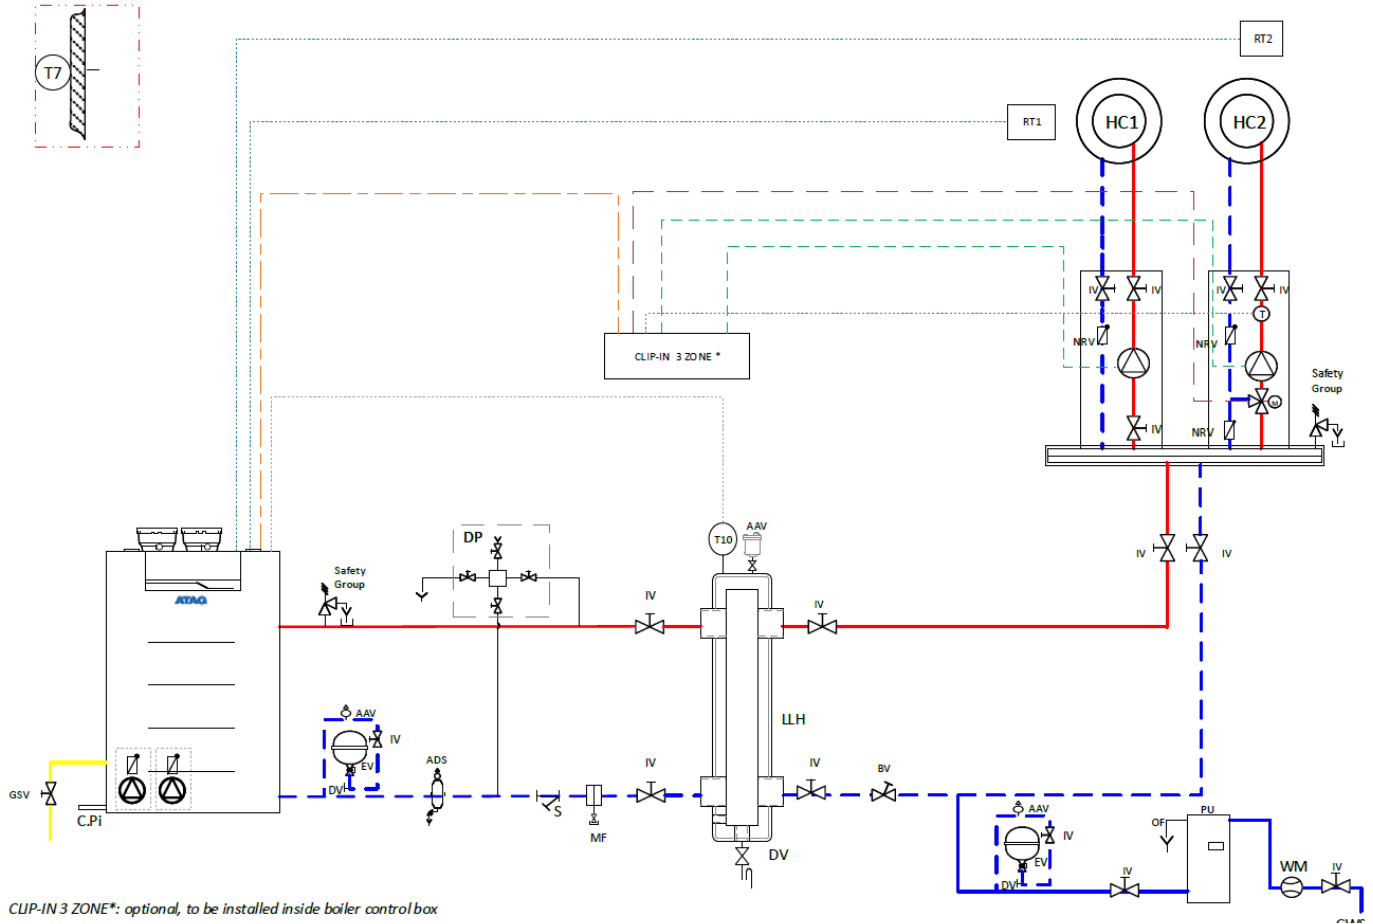 T7
RT2
RT1
HC1
HC2
IV
IV
IV
IV
T
NRV
NRV
CLIP-IN 3 ZONE *
Safety
Group
M
IV
NRV
DP
T10
AAV
IV
IV
Safety
Group
ATAG
IV
IV
LLH
AAV
IV
EV
DV
ADS
IV
IV
BV
GSV
S
C.Pi
MF
DV
AAV
PU
OF
IV
EV
DV
IV
WM
IV
CLIP-IN 3 ZONE*: optional, to be installed inside boiler control box